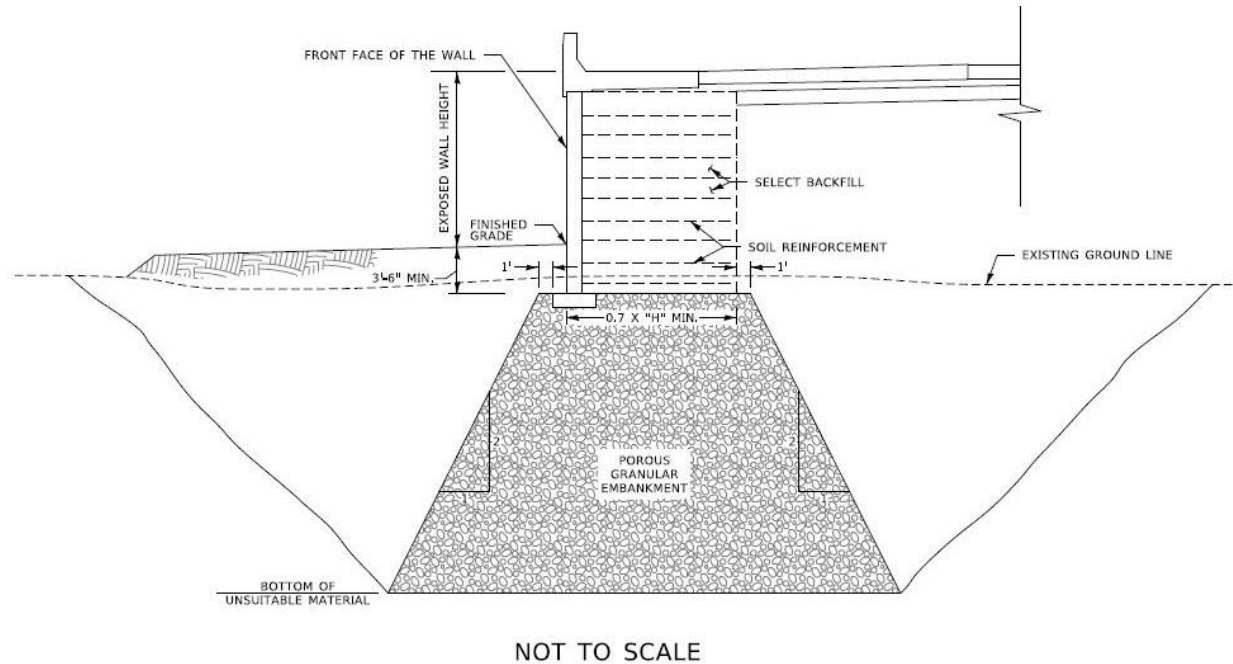 FRONT FACE OF THE WALL
EXPOSED WALL HEIGHT
SELECT BACKFILL
FINISHED
GRADE
SOIL REINFORCEMENT
EXISTING GROUND LINE
1'
1'
3'-6" MIN.
0.7 X "H" MIN.
2
2
1
1
POROUS
GRANULAR
EMBANKMENT
BOTTOM OF
UNSUITABLE MATERIAL
NOT TO SCALE